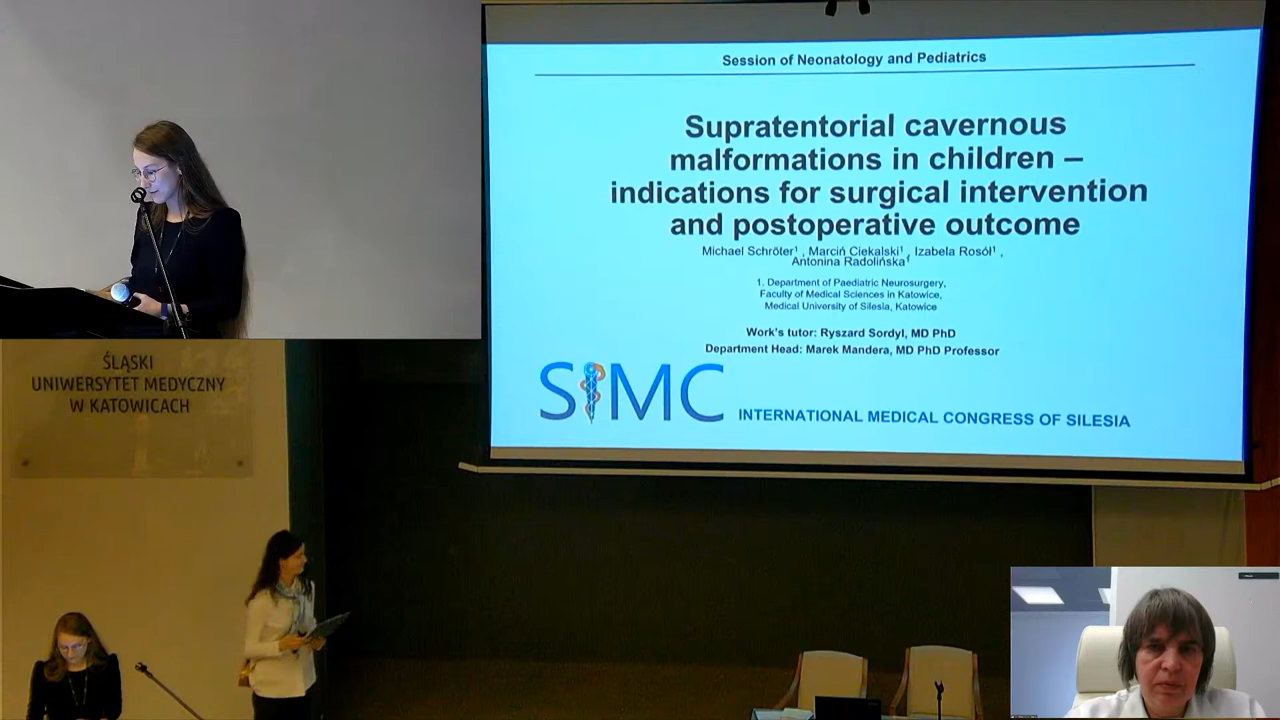 Session of Neonatology and Pediatrics
Supratentorial cavernous
malformations in children –
indications for surgical intervention
and postoperative outcome
Michael Schröter¹ , Marciń Ciekalski¹ , Izabela Rosół¹ ,
Antonina Radolińska¹
1. Department of Paediatric Neurosurgery,
Faculty of Medical Sciences in Katowice,
Medical University of Silesia, Katowice
Work's tutor: Ryszard Sordyl, MD PhD
Department Head: Marek Mandera, MD PhD Professor
SIMC INTERNATIONAL MEDICAL CONGRESS OF SILESIA
ŚLĄSKI
UNIWERSYTET MEDYCZNY
W KATOWICACH